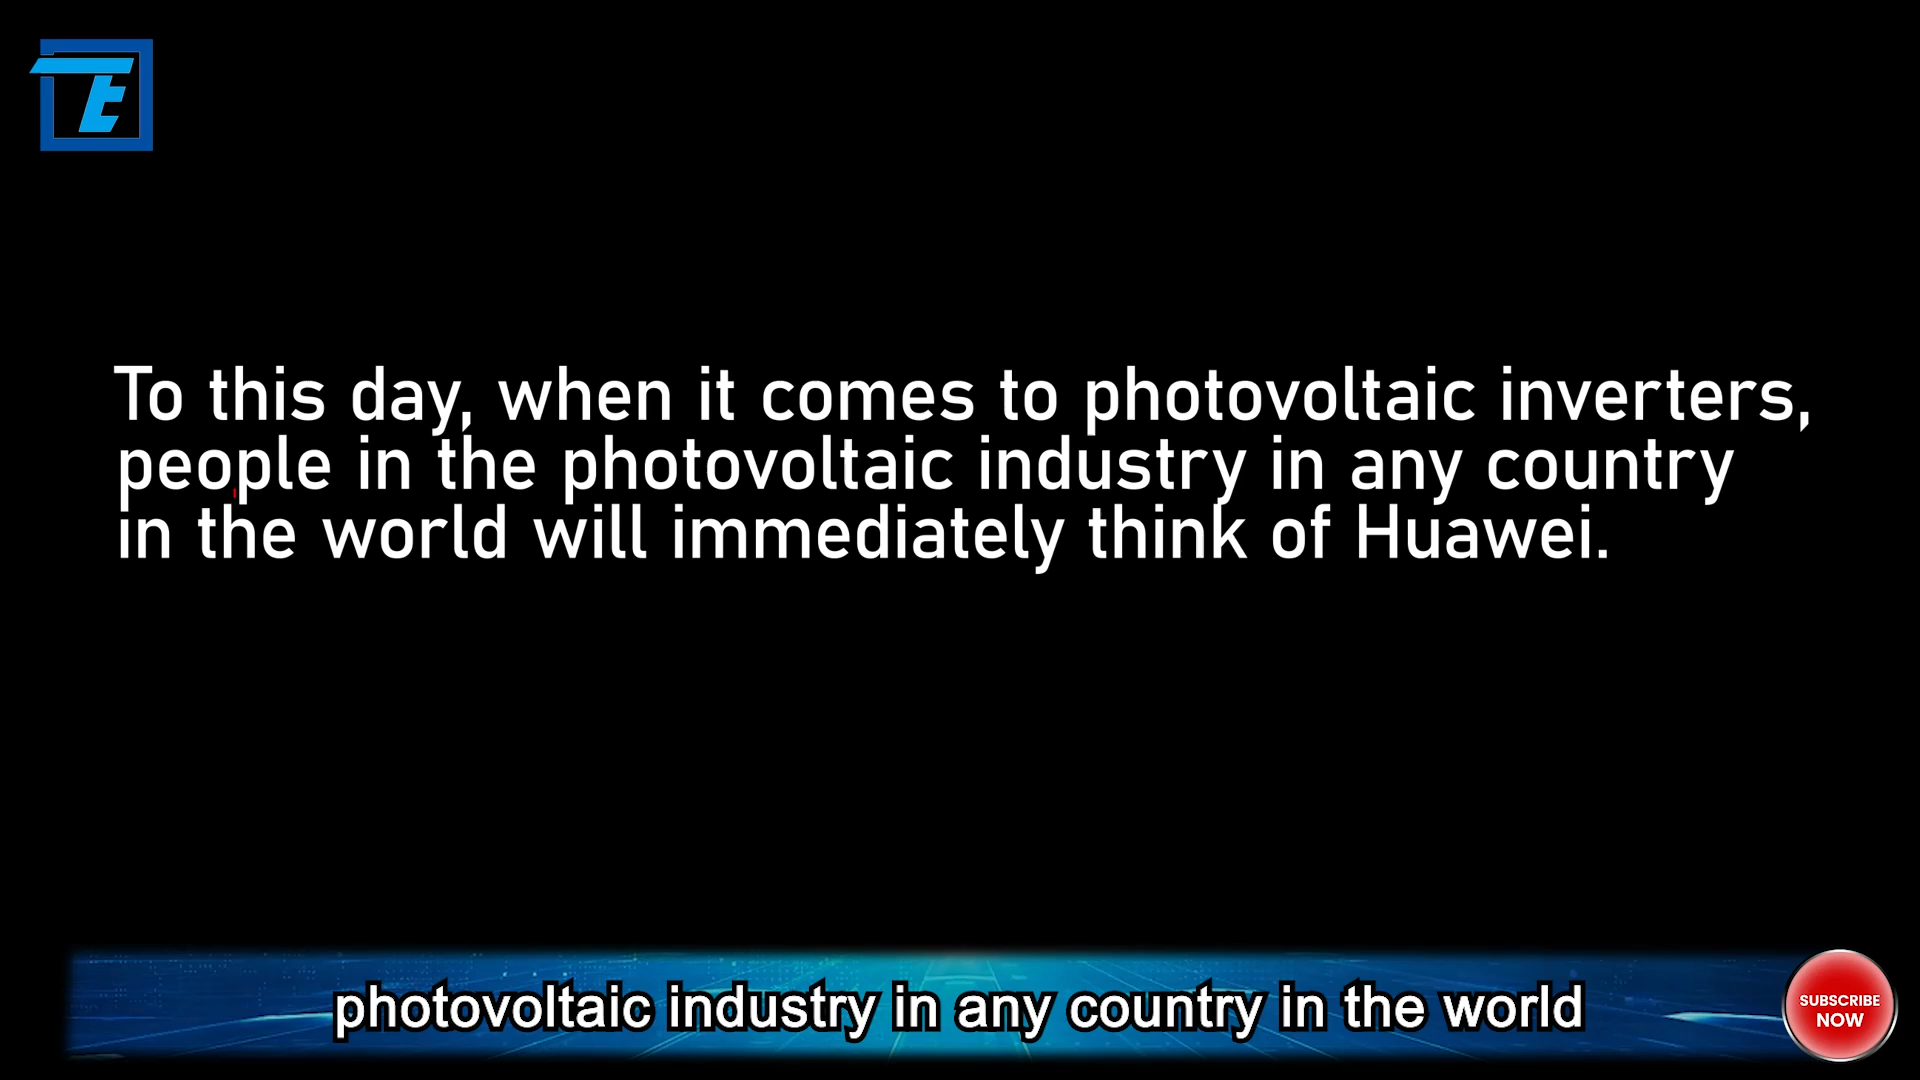 TE
To this day, when it comes to photovoltaic inverters,
people in the photovoltaic industry in any country
in the world will immediately think of Huawei.
photovoltaic industry in any country in the world
SUBSCRIBE
NOW